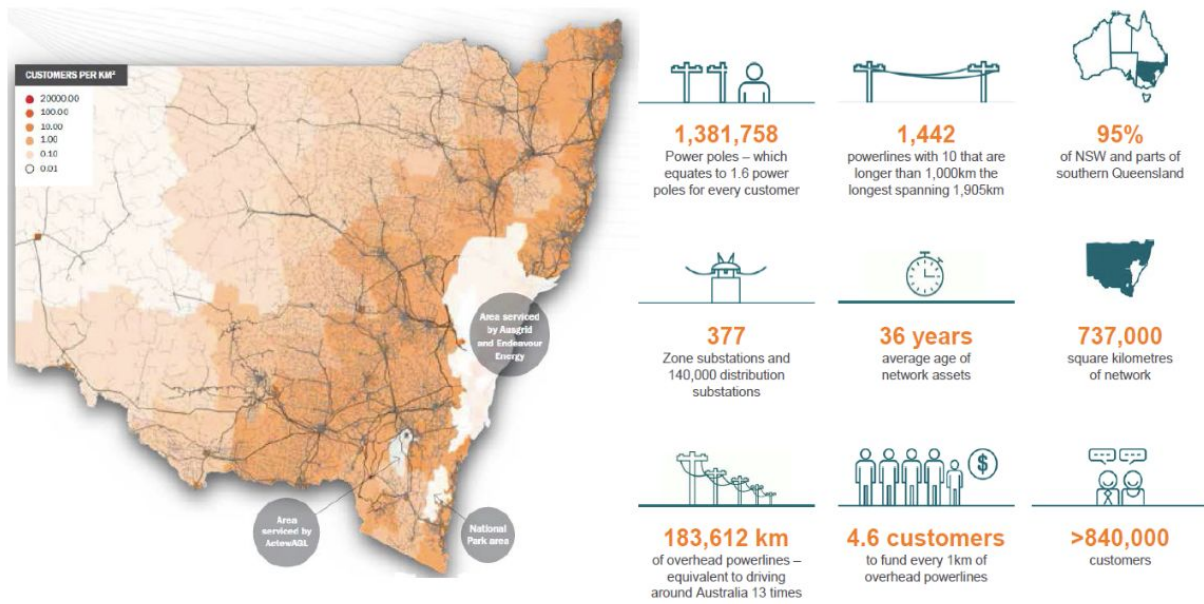 CUSTOMERS PER KM²
20000.00
100.00
10.00
1.00
0.10
0.01
Area serviced
by Ausgrid
and Endeavour
Energy
Area
serviced by
ActewAGL
National
Park area
1,381,758
Power poles – which
equates to 1.6 power
poles for every customer
1,442
powerlines with 10 that are
longer than 1,000km the
longest spanning 1,905km
95%
of NSW and parts of
southern Queensland
377
Zone substations and
140,000 distribution
substations
36 years
average age of
network assets
737,000
square kilometres
of network
183,612 km
of overhead powerlines –
equivalent to driving
around Australia 13 times
$
4.6 customers
to fund every 1km of
overhead powerlines
>840,000
customers